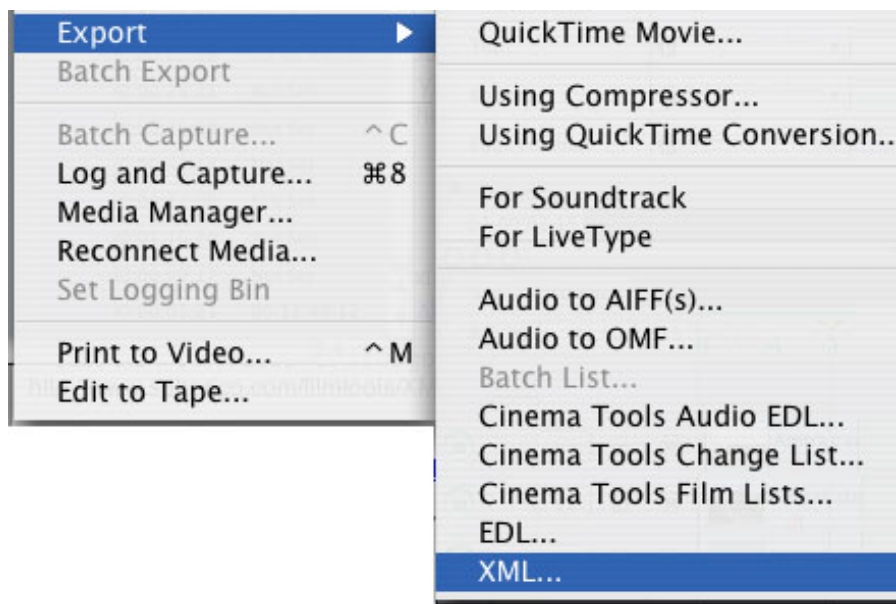 Export
Batch Export
Batch Capture... ^C
Log and Capture... ⌘8
Media Manager...
Reconnect Media...
Set Logging Bin
Print to Video... ^M
Edit to Tape...
QuickTime Movie...
Using Compressor...
Using QuickTime Conversion..
For Soundtrack
For LiveType
Audio to AIFF(s)...
Audio to OMF...
Batch List...
Cinema Tools Audio EDL...
Cinema Tools Change List...
Cinema Tools Film Lists...
EDL...
XML...